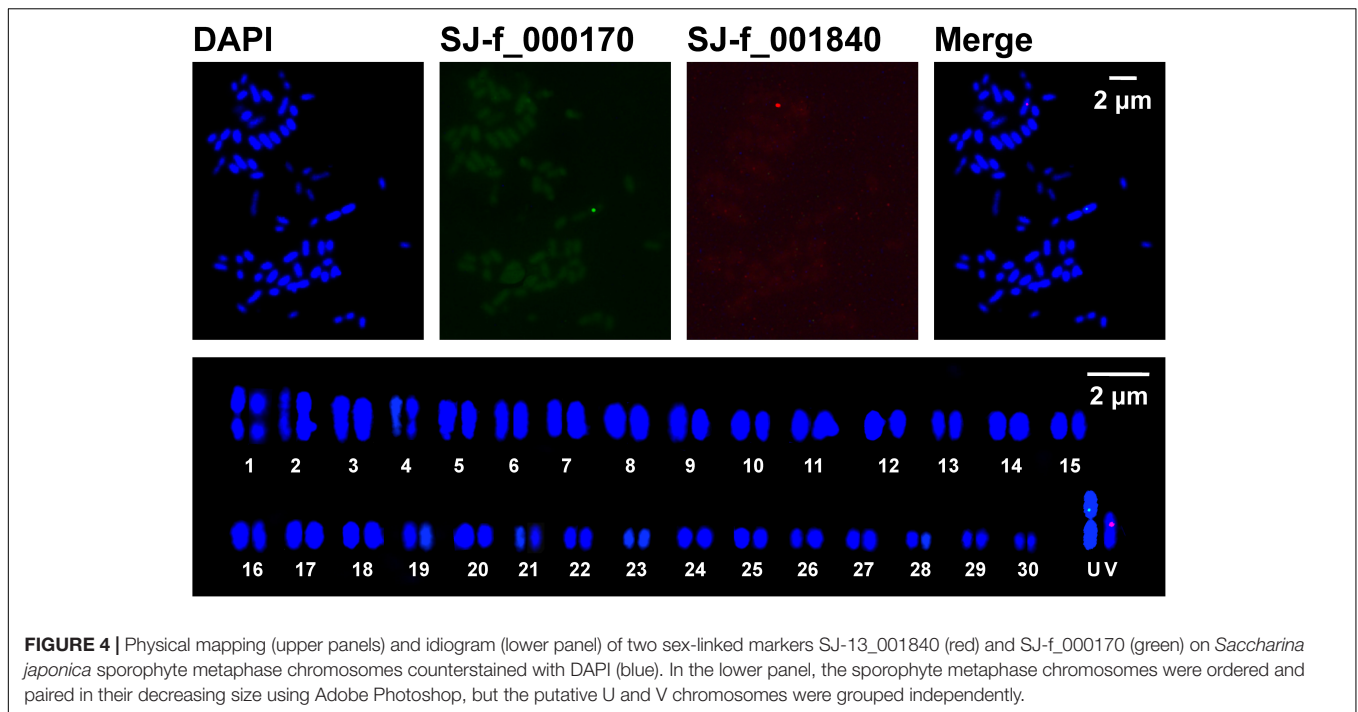 DAPI SJ-f_000170 SJ-f_001840 Merge
2 µm
2 µm
1 2 3 4 5 6 7 8 9 10 11 12 13 14 15
16 17 18 19 20 21 22 23 24 25 26 27 28 29 30 U V
FIGURE 4 | Physical mapping (upper panels) and idiogram (lower panel) of two sex-linked markers SJ-13_001840 (red) and SJ-f_000170 (green) on Saccharina
japonica sporophyte metaphase chromosomes counterstained with DAPI (blue). In the lower panel, the sporophyte metaphase chromosomes were ordered and
paired in their decreasing size using Adobe Photoshop, but the putative U and V chromosomes were grouped independently.